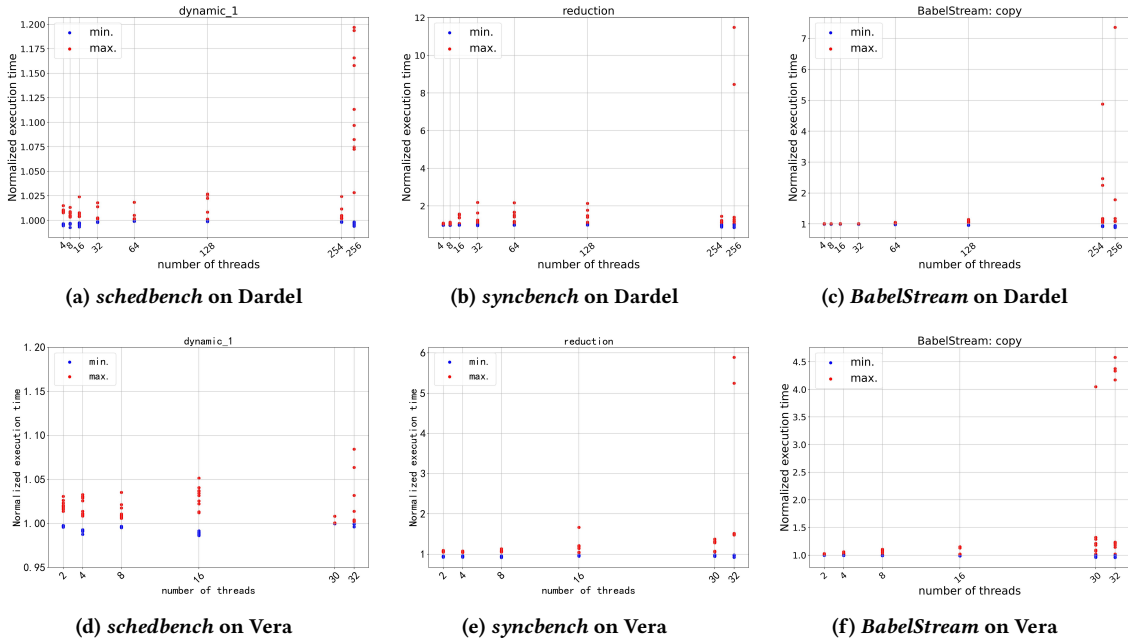 dynamic_1
Normalized execution time
min.
max.
1.200
1.175
1.150
1.125
1.100
1.075
1.050
1.025
1.000
4 8 16 32 64 128 254 256
number of threads
(a) schedbench on Dardel
reduction
Normalized execution time
min.
max.
12
10
8
6
4
2
4 8 16 32 64 128 254 256
number of threads
(b) syncbench on Dardel
BabelStream: copy
Normalized execution time
min.
max.
7
6
5
4
3
2
1
4 8 16 32 64 128 254 256
number of threads
(c) BabelStream on Dardel
dynamic_1
Normalized execution time
min.
max.
1.20
1.15
1.10
1.05
1.00
0.95
2 4 8 16 30 32
number of threads
(d) schedbench on Vera
reduction
Normalized execution time
min.
max.
6
5
4
3
2
1
2 4 8 16 30 32
number of threads
(e) syncbench on Vera
BabelStream: copy
Normalized execution time
min.
max.
4.5
4.0
3.5
3.0
2.5
2.0
1.5
1.0
2 4 8 16 30 32
number of threads
(f) BabelStream on Vera